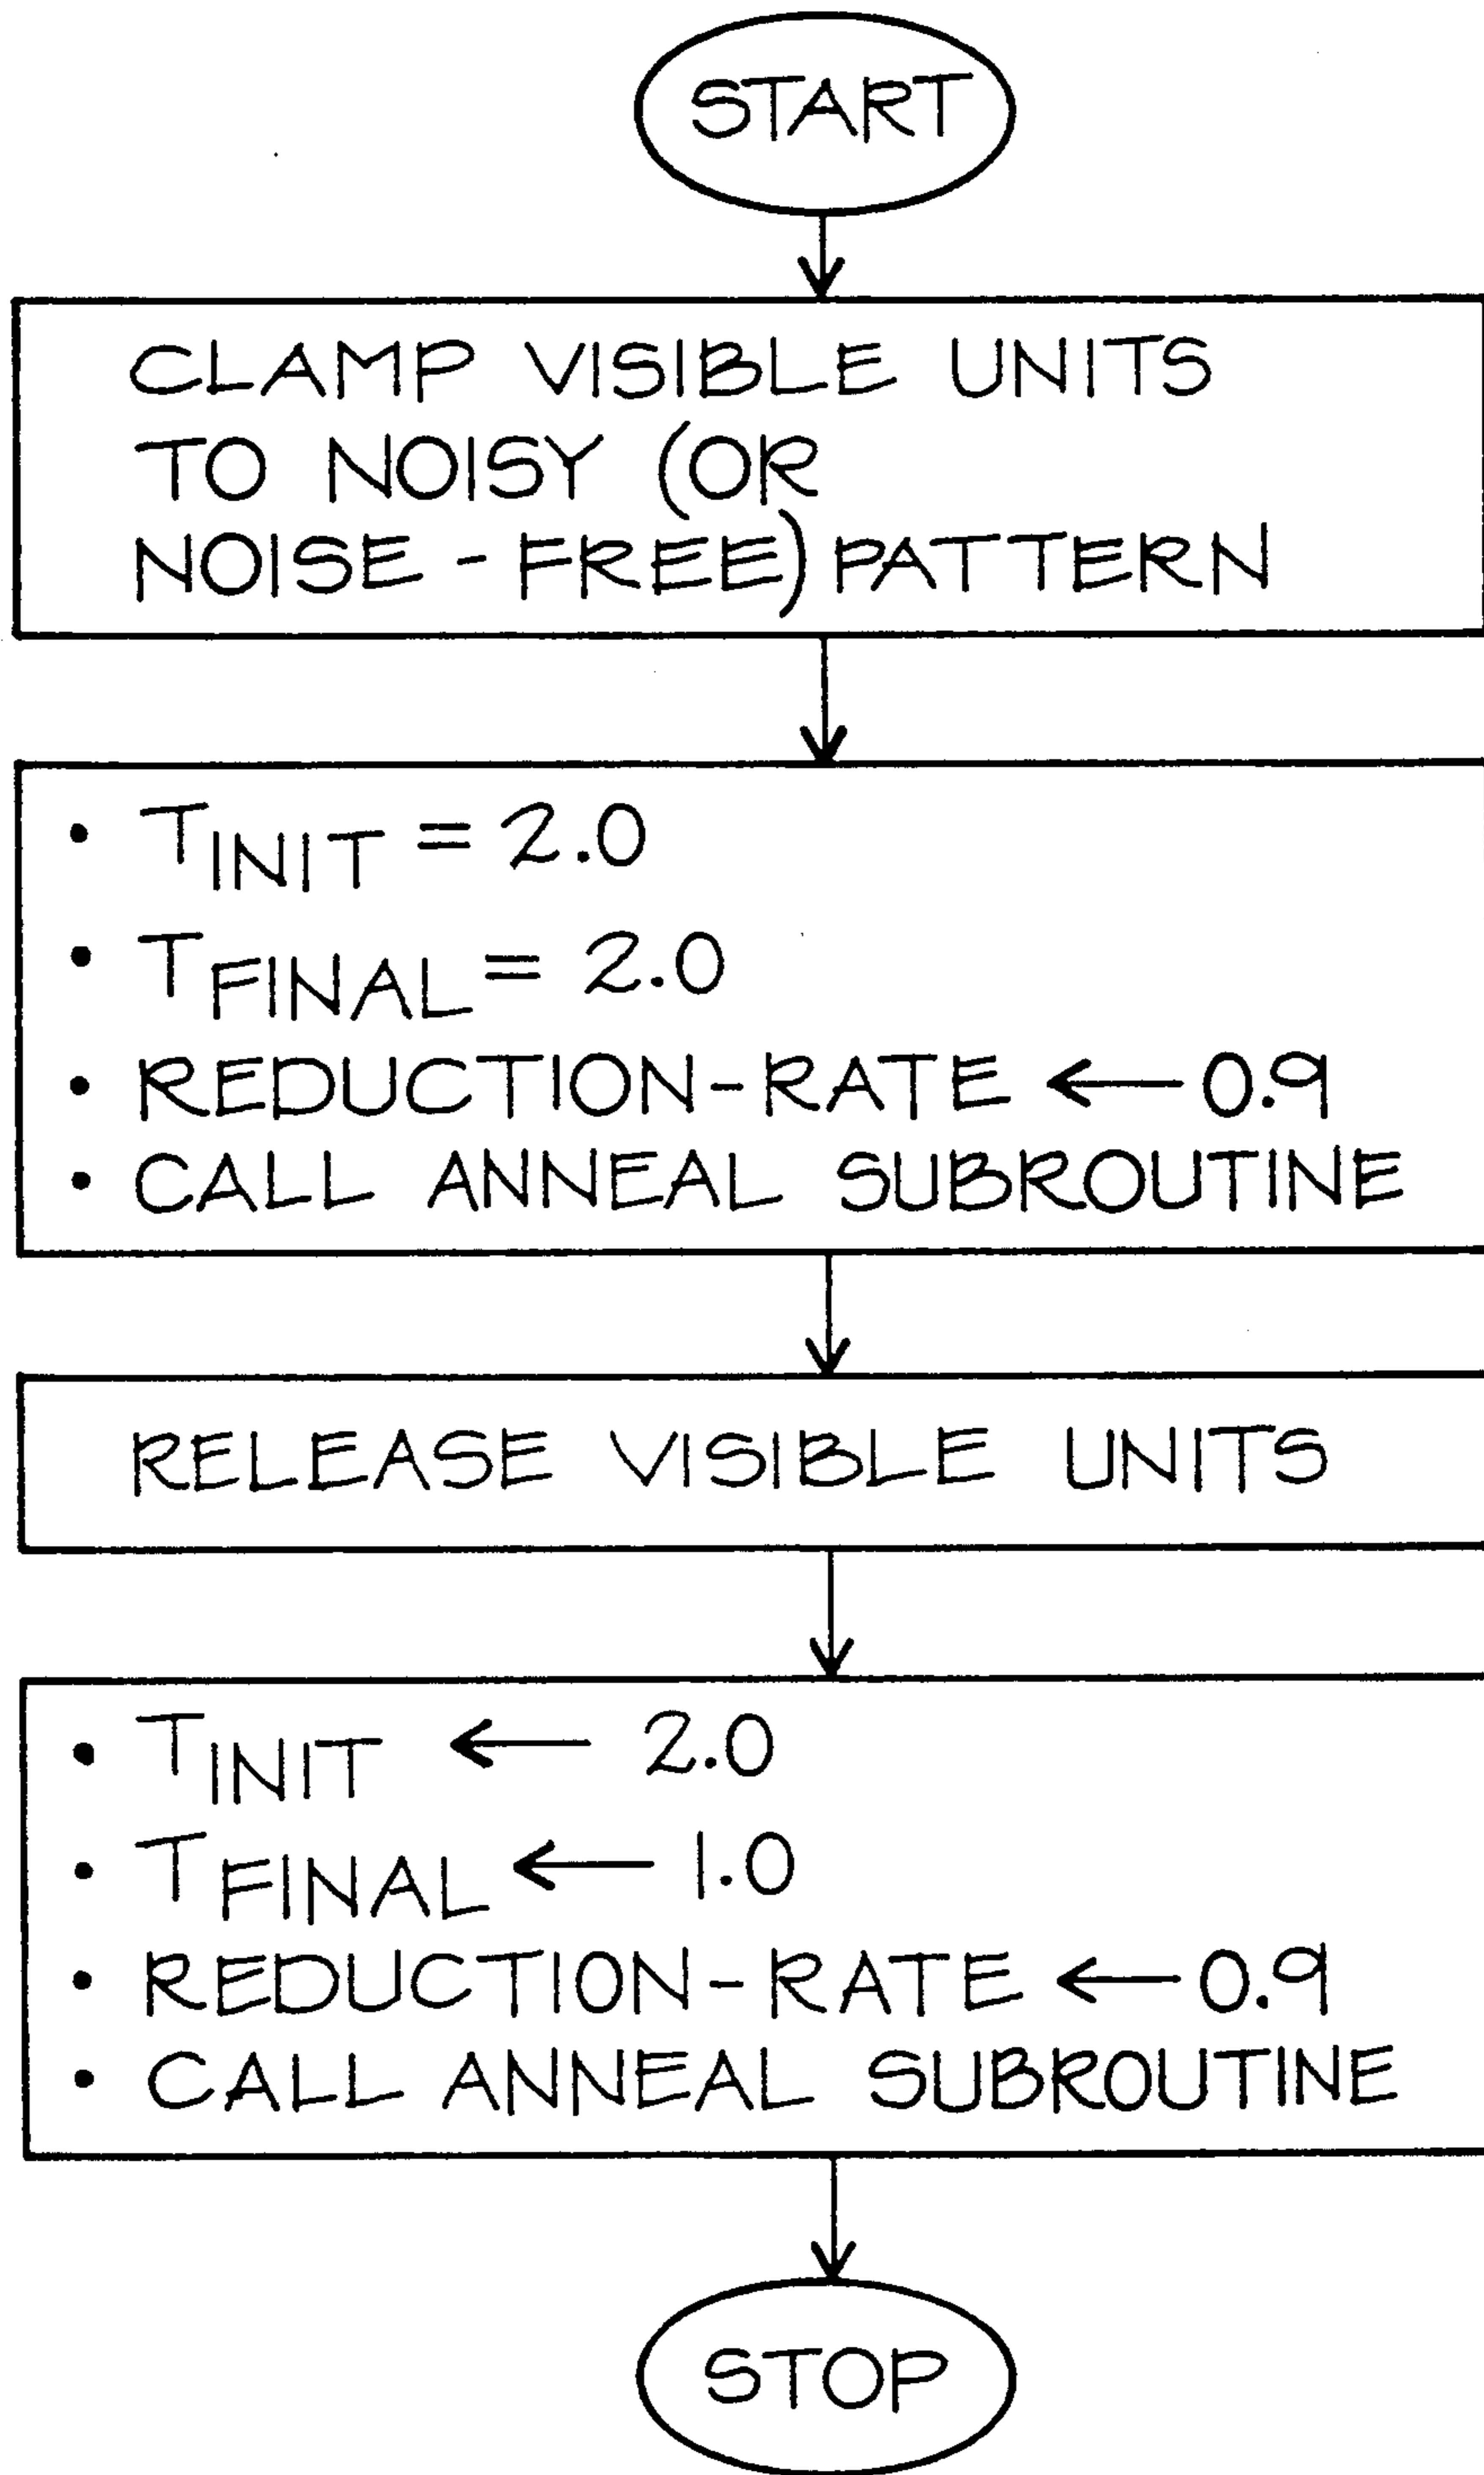 START
CLAMP VISIBLE UNITS
TO NOISY (OR
NOISE-FREE) PATTERN
• TINIT = 2.0
• TFINAL = 2.0
• REDUCTION-RATE ← 0.9
• CALL ANNEAL SUBROUTINE
RELEASE VISIBLE UNITS
• TINIT ← 2.0
• TFINAL ← 1.0
• REDUCTION-RATE ← 0.9
• CALL ANNEAL SUBROUTINE
STOP